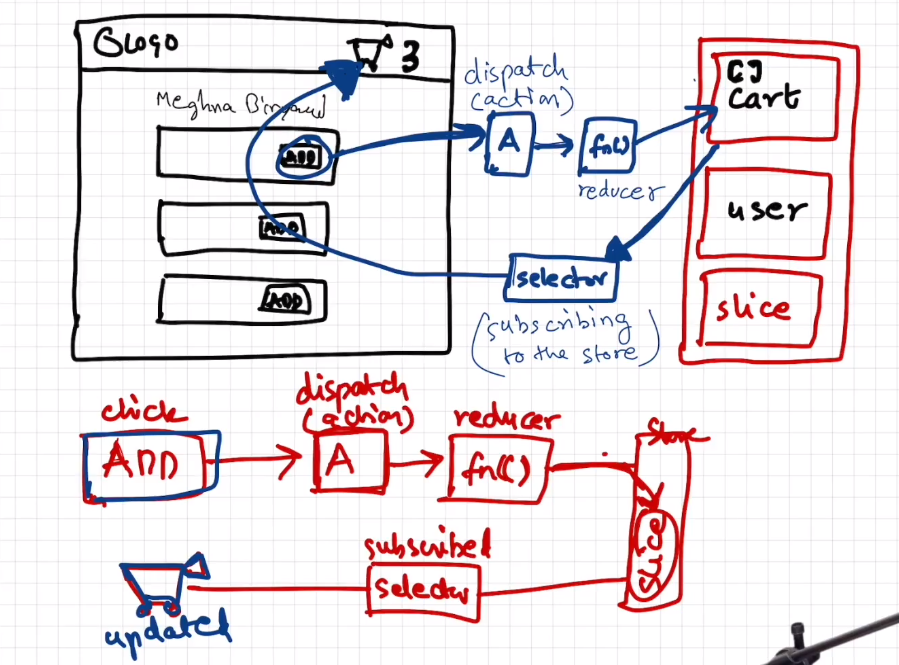 Logo
3
Meghna Biryani
ADD
ADD
ADD
dispatch
(action)
A
fn()
reducer
[]
cart
user
slice
selector
(subscribing
to the store)
click
ADD
dispatch
(action)
A
reducer
fn()
Store
slice
subscribed
selector
updated